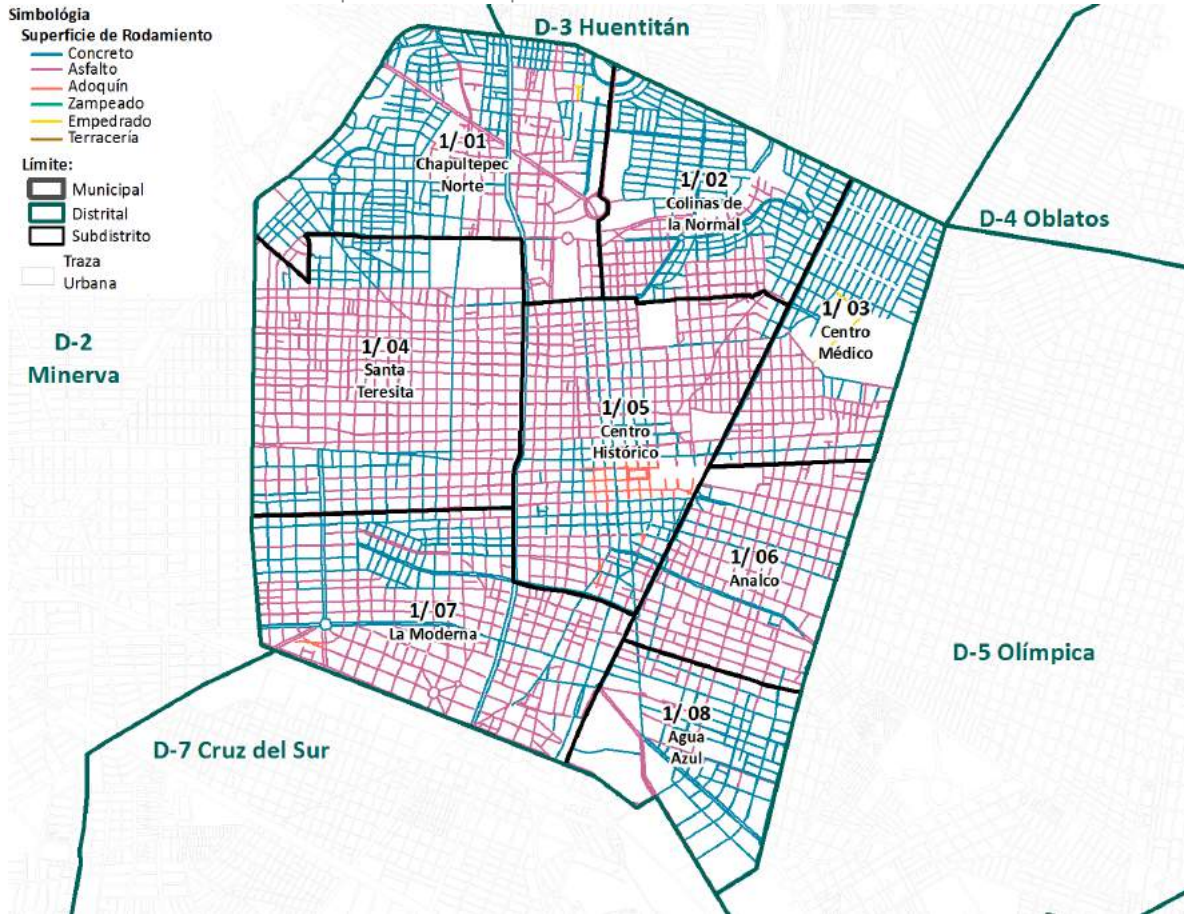 Simbológia
Superficie de Rodamiento
Concreto
Asfalto
Adoquín
Zampeado
Empedrado
Terracería
Límite:
Municipal
Distrital
Subdistrito
Traza
Urbana
D-3 Huentitán
1/ 01
Chapultepec
Norte
1/ 02
Colinas de
la Normal
D-4 Oblatos
1/ 03
Centro
Médico
D-2
Minerva
1/ 04
Santa
Teresita
1/ 05
Centro
Histórico
1/ 06
Analco
1/ 07
La Moderna
D-5 Olímpica
1/ 08
Agua
Azul
D-7 Cruz del Sur